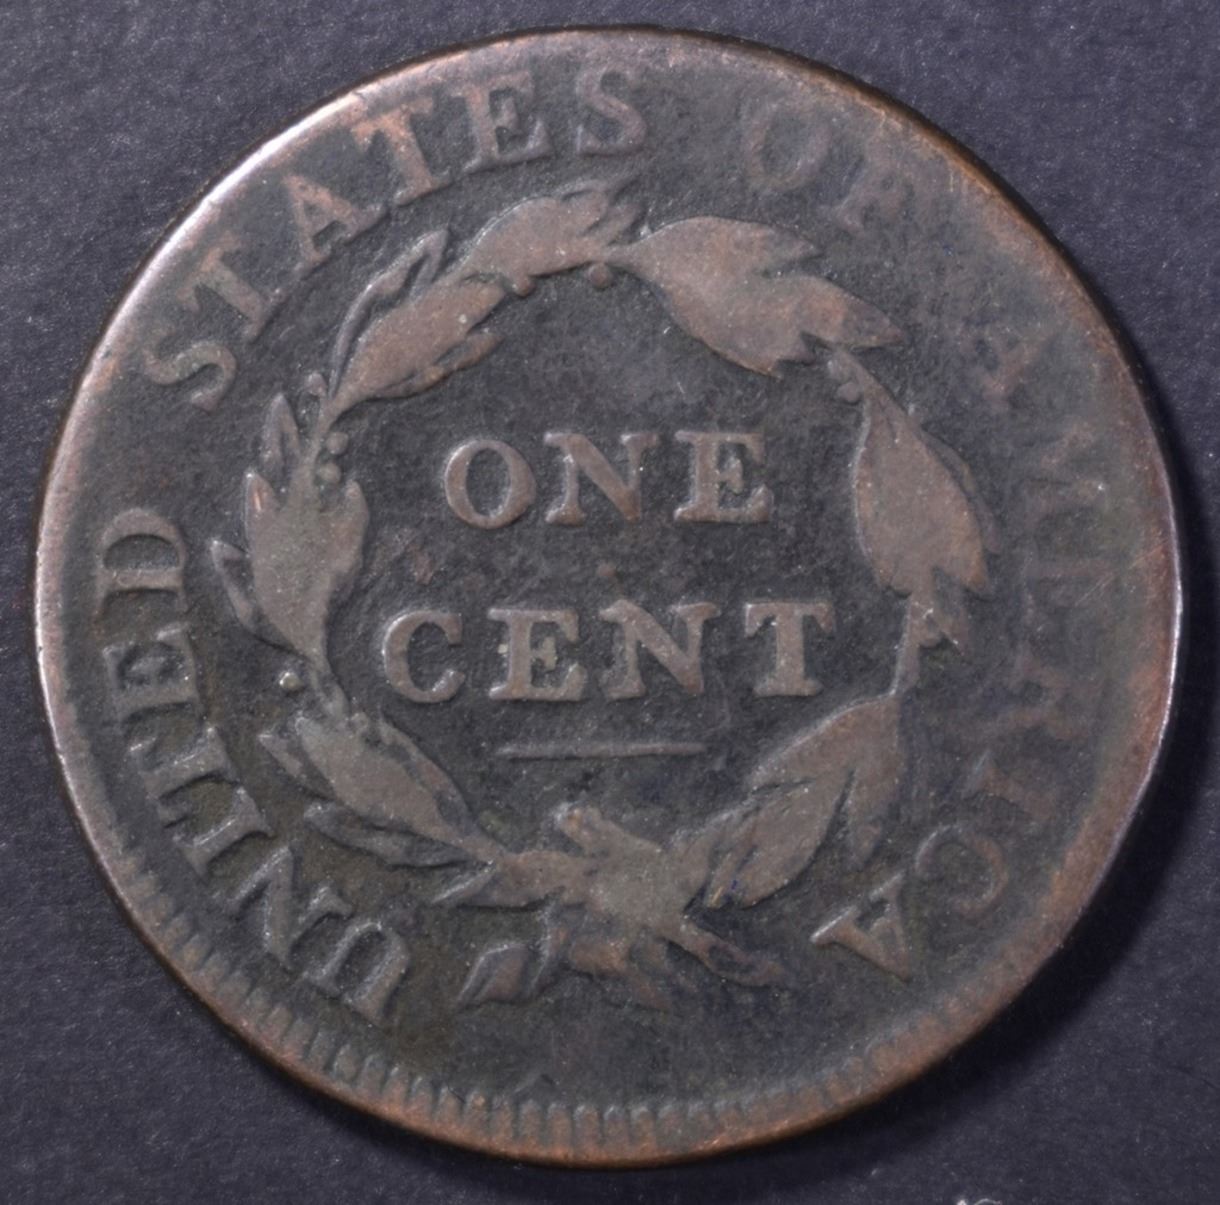 UNITED STATES OF AMERICA
ONE
CENT